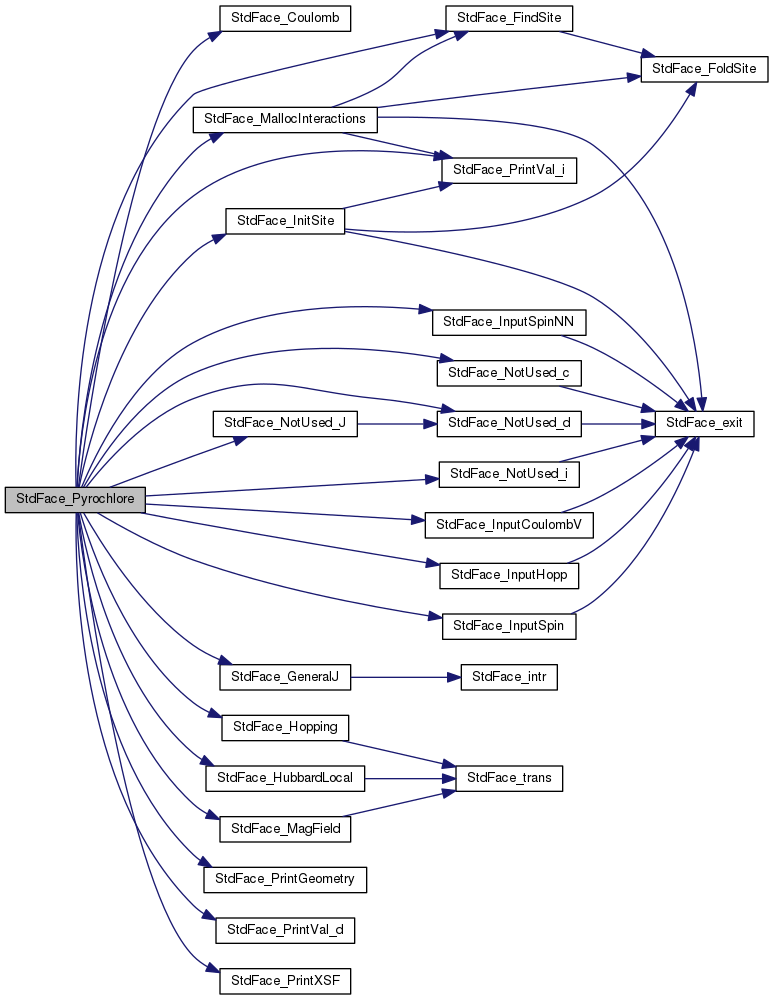 StdFace_Coulomb
StdFace_FindSite
StdFace_FoldSite
StdFace_MallocInteractions
StdFace_PrintVal_i
StdFace_InitSite
StdFace_InputSpinNN
StdFace_NotUsed_c
StdFace_NotUsed_J
StdFace_NotUsed_d
StdFace_exit
StdFace_NotUsed_i
StdFace_Pyrochlore
StdFace_InputCoulombV
StdFace_InputHopp
StdFace_InputSpin
StdFace_GeneralJ
StdFace_intr
StdFace_Hopping
StdFace_HubbardLocal
StdFace_trans
StdFace_MagField
StdFace_PrintGeometry
StdFace_PrintVal_d
StdFace_PrintXSF